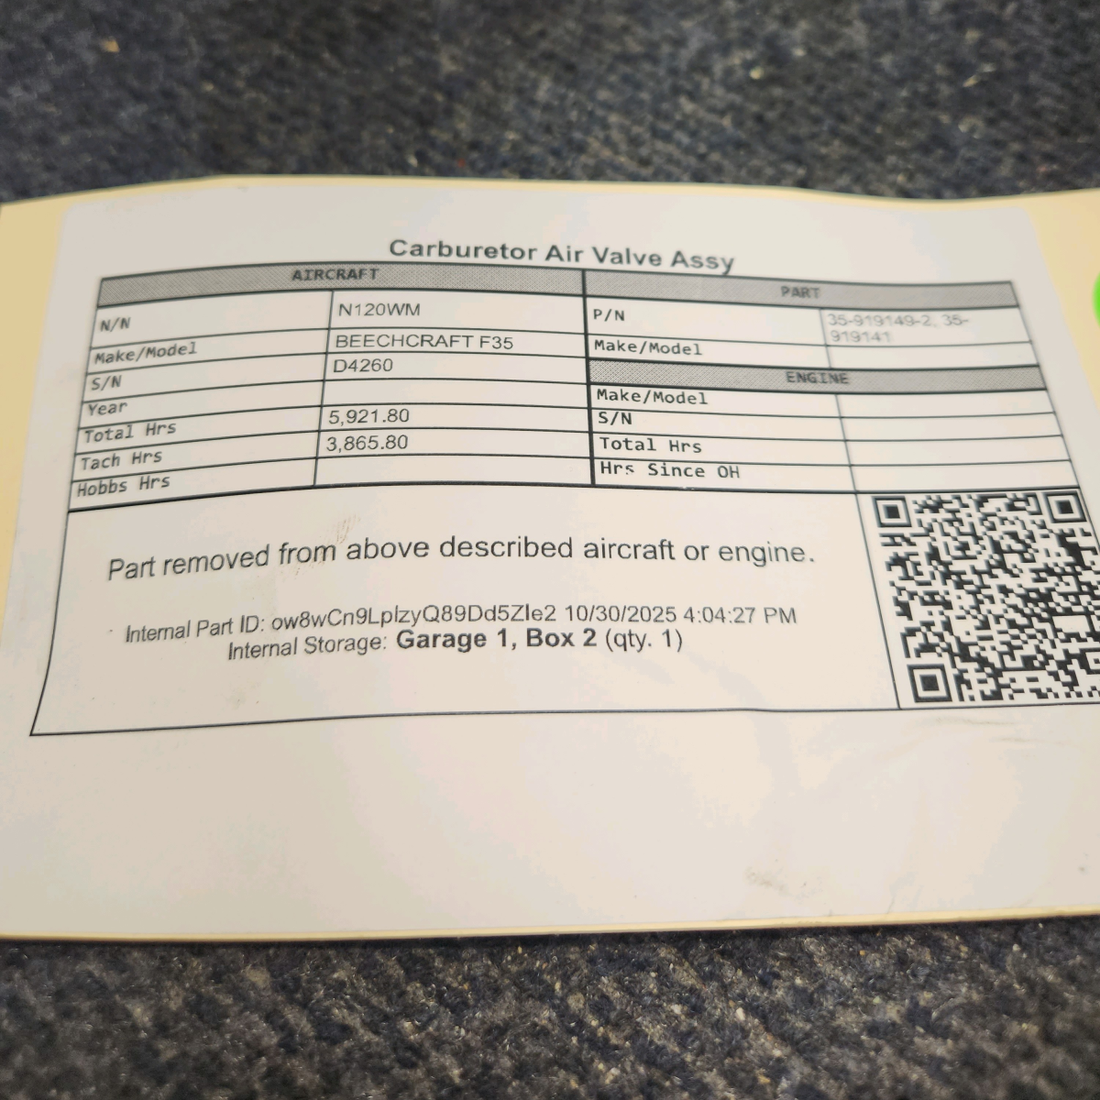 Carburetor Air Valve Assy
AIRCRAFT
N/N N120WM
Make/Model BEECHCRAFT F35
S/N D4260
Year
Total Hrs 5,921.80
Tach Hrs 3,865.80
Hobbs Hrs
PART
P/N 35-919149-2, 35-
919141
Make/Model
ENGINE
Make/Model
S/N
Total Hrs
Hrs Since OH
Part removed from above described aircraft or engine.
Internal Part ID: ow8wCn9LplzyQ89Dd5Zle2 10/30/2025 4:04:27 PM
Internal Storage: Garage 1, Box 2 (qty. 1)